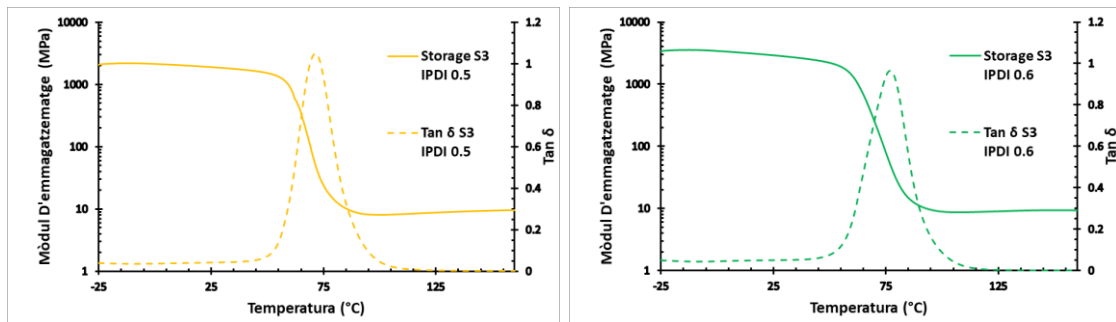 10000
1000
100
10
1
Mòdul D'emmagatzematge (MPa)
-25
25
75
125
Temperatura (°C)
1.2
1
0.8
0.6
0.4
0.2
0
Tan δ
Storage S3
IPDI 0.5
Tan δ S3
IPDI 0.5
10000
1000
100
10
1
Mòdul D'emmagatzematge (MPa)
-25
25
75
125
Temperatura (°C)
1.2
1
0.8
0.6
0.4
0.2
0
Tan δ
Storage S3
IPDI 0.6
Tan δ S3
IPDI 0.6